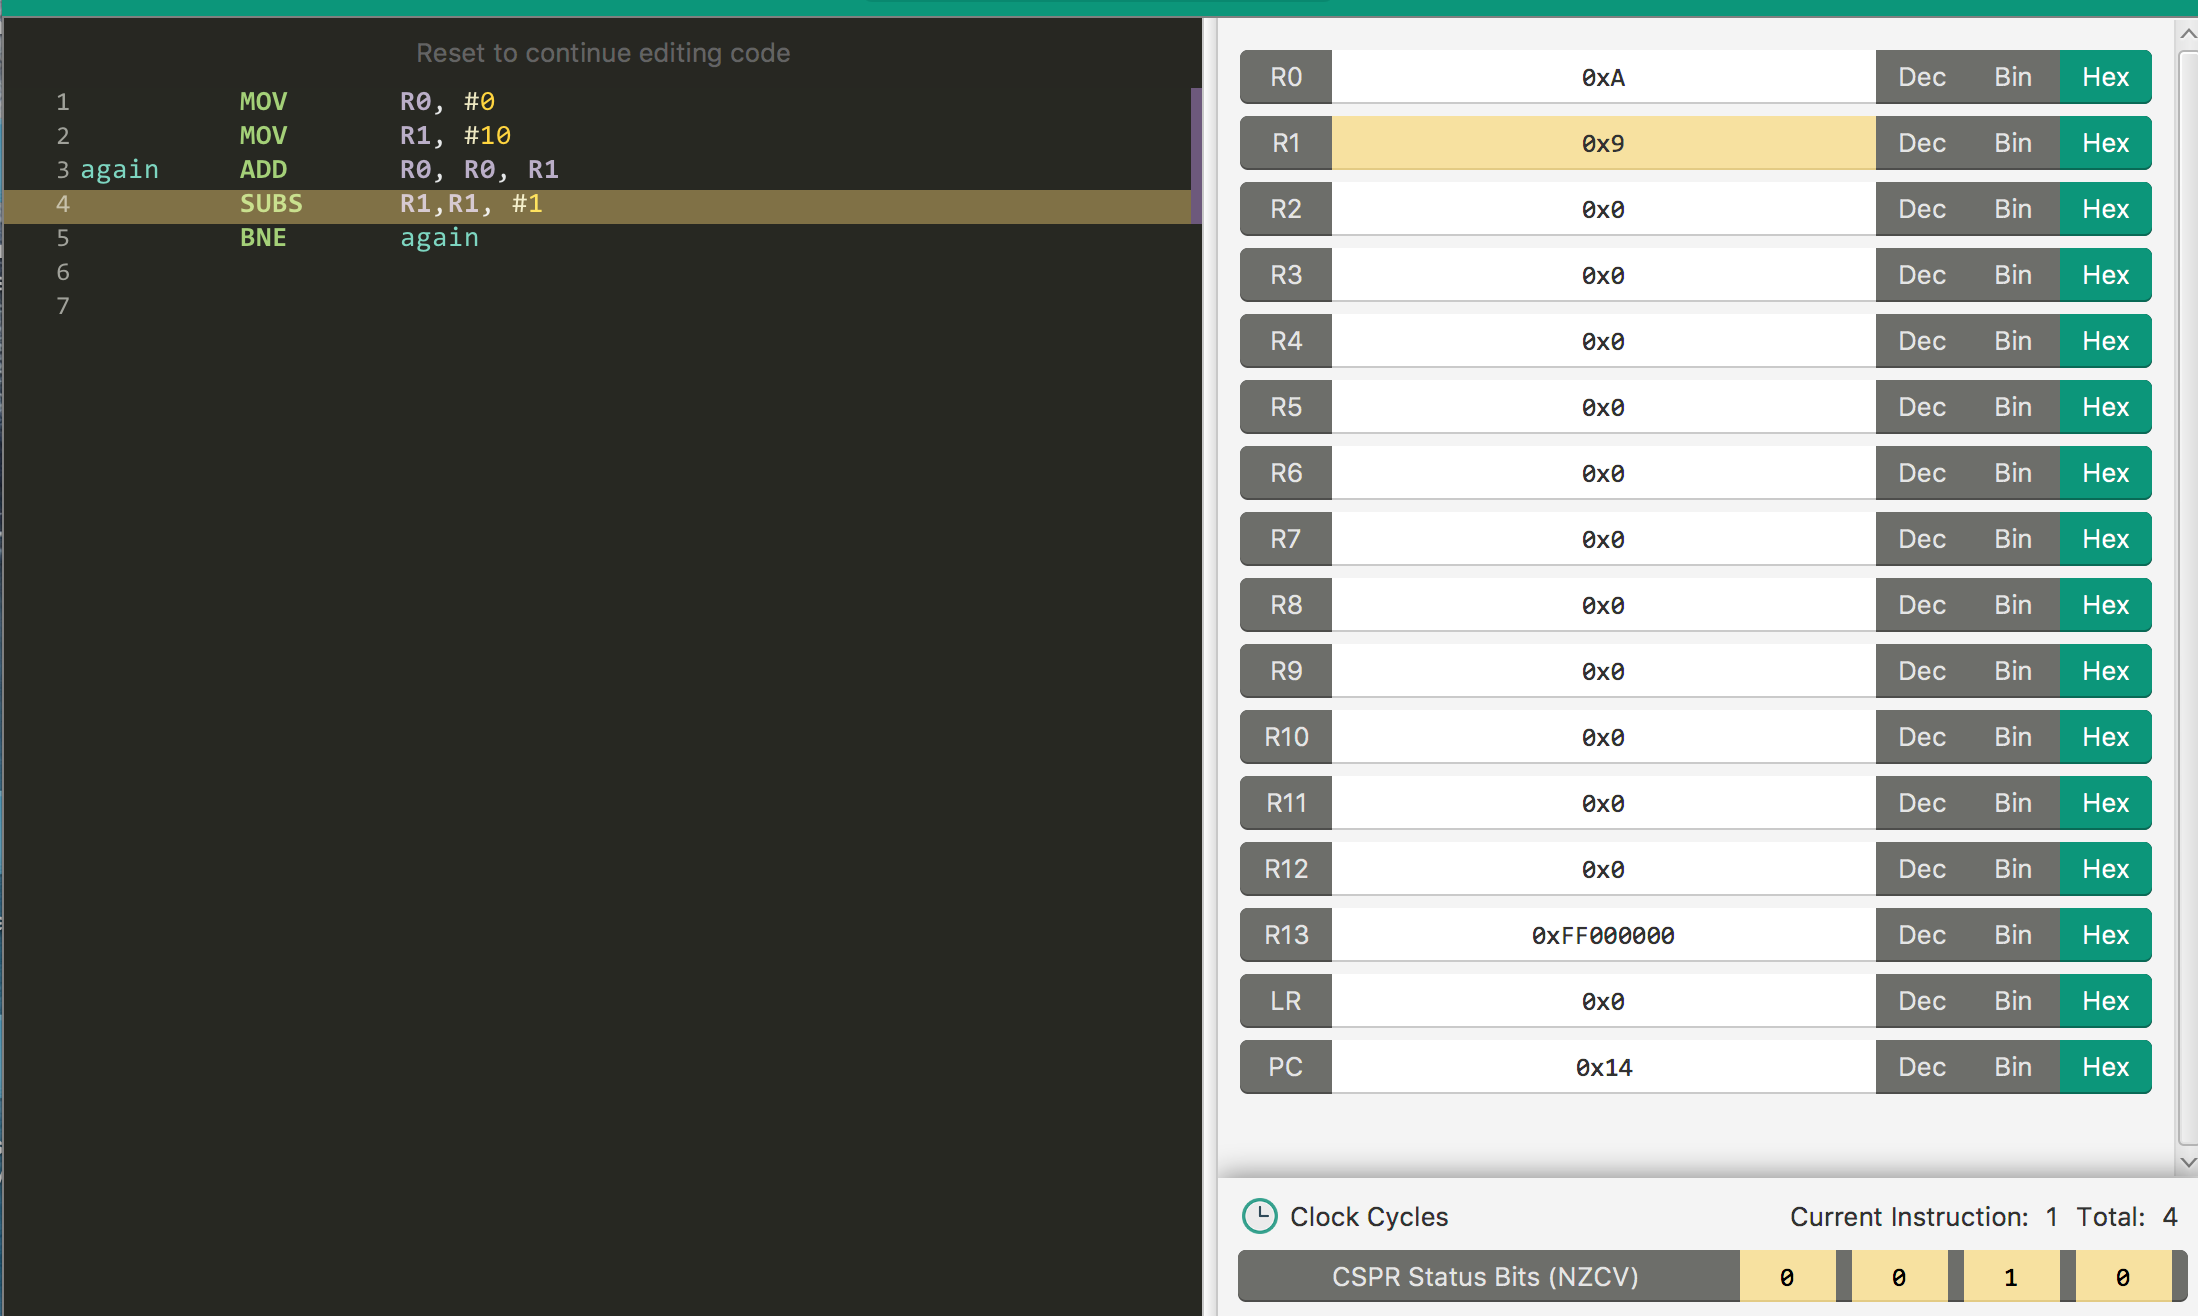 Reset to continue editing code
1 MOV R0, #0
2 MOV R1, #10
3 again ADD R0, R0, R1
4 SUBS R1,R1, #1
5 BNE again
6
7
R0 0xA Dec Bin Hex
R1 0x9 Dec Bin Hex
R2 0x0 Dec Bin Hex
R3 0x0 Dec Bin Hex
R4 0x0 Dec Bin Hex
R5 0x0 Dec Bin Hex
R6 0x0 Dec Bin Hex
R7 0x0 Dec Bin Hex
R8 0x0 Dec Bin Hex
R9 0x0 Dec Bin Hex
R10 0x0 Dec Bin Hex
R11 0x0 Dec Bin Hex
R12 0x0 Dec Bin Hex
R13 0xFF000000 Dec Bin Hex
LR 0x0 Dec Bin Hex
PC 0x14 Dec Bin Hex
Clock Cycles Current Instruction: 1 Total: 4
CSPR Status Bits (NZCV) 0 0 1 0